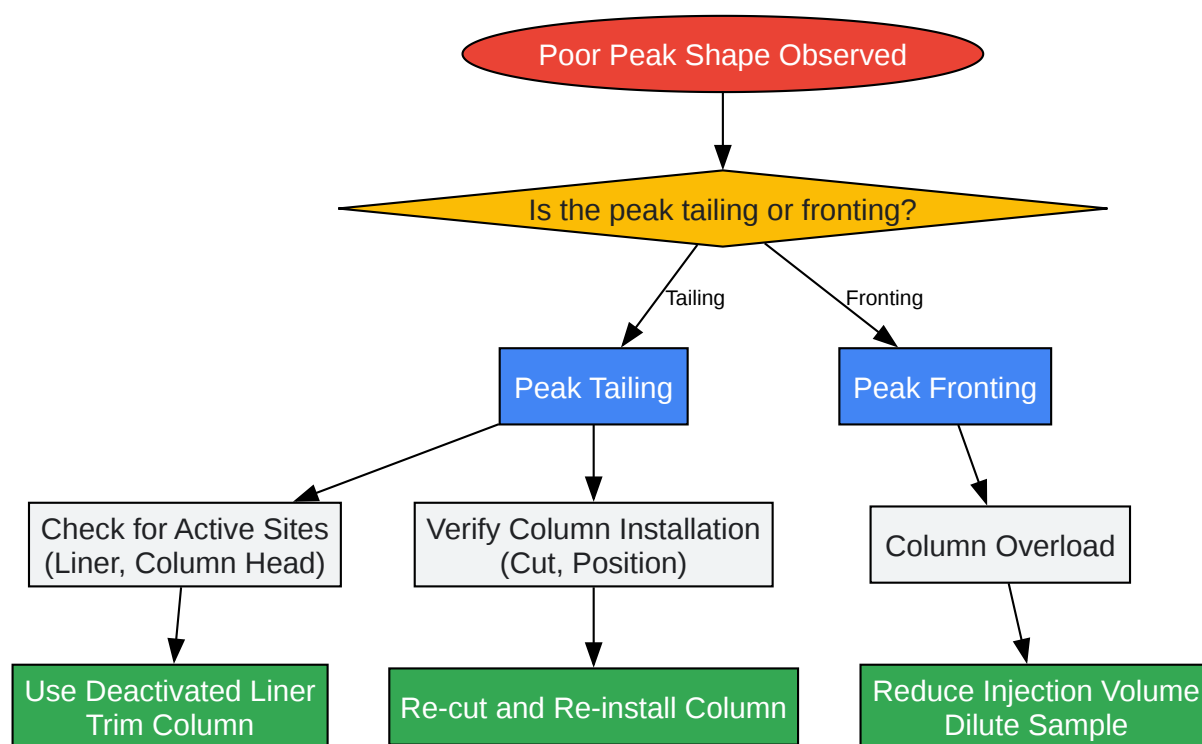 Poor Peak Shape Observed
Is the peak tailing or fronting?
Tailing
Fronting
Peak Tailing
Peak Fronting
Check for Active Sites
(Liner, Column Head)
Verify Column Installation
(Cut, Position)
Column Overload
Use Deactivated Liner
Trim Column
Re-cut and Re-install Column
Reduce Injection Volume
Dilute Sample